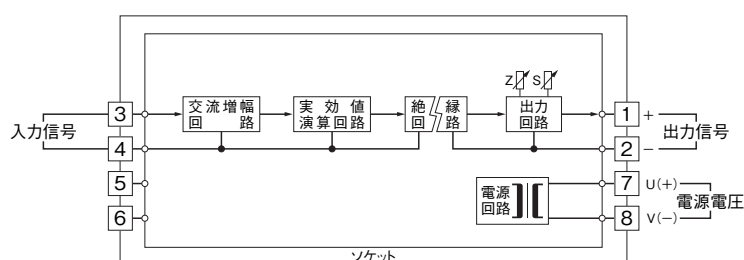 Z S
交流増幅
回 路
実 効 値
演算回路
絶 縁
回 路
出力
回路
3
4
5
6
入力信号
1 +
2 −
出力信号
7 U(+)
8 V(−)
電源電圧
電源
回路
ソケット